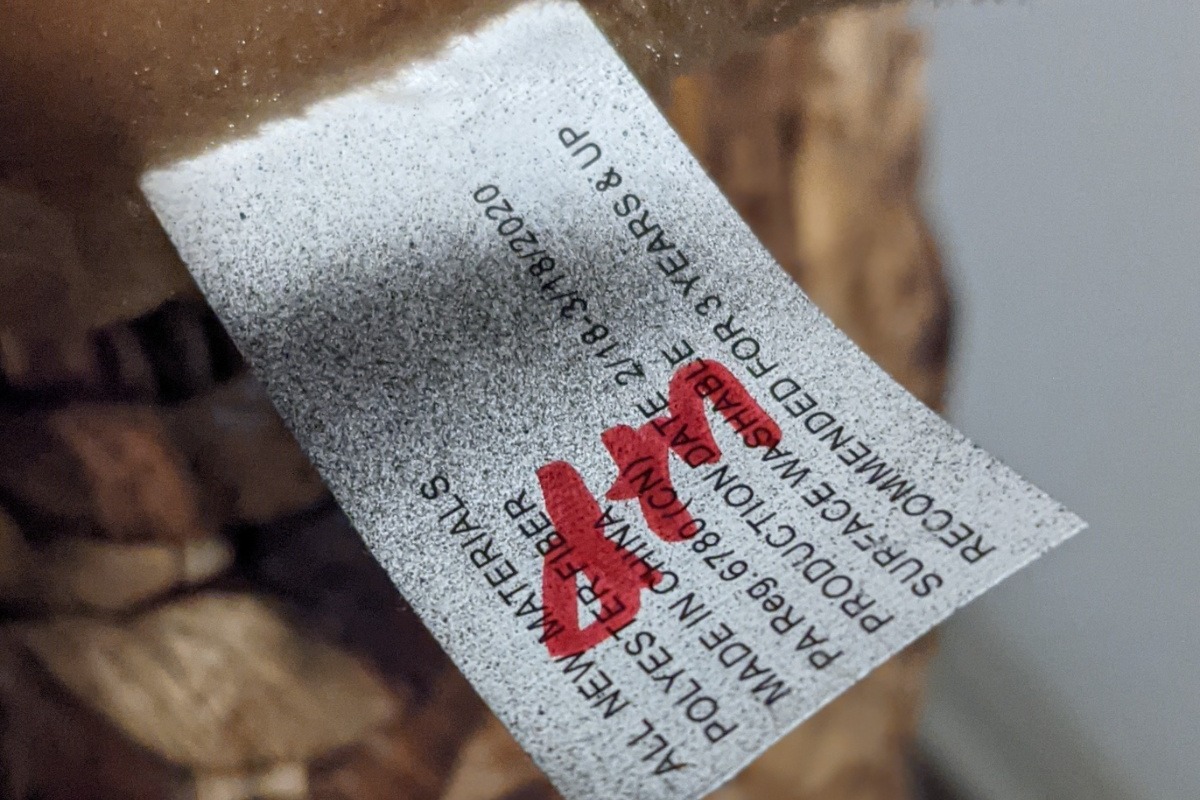 ALL NEW MATERIALS
POLYESTER FIBER
MADE IN CHINA
PA Reg. 6780 (CN)
PRODUCTION DATE 2/18-3/18/2020
SURFACE WASHABLE
RECOMMENDED FOR 3 YEARS & UP